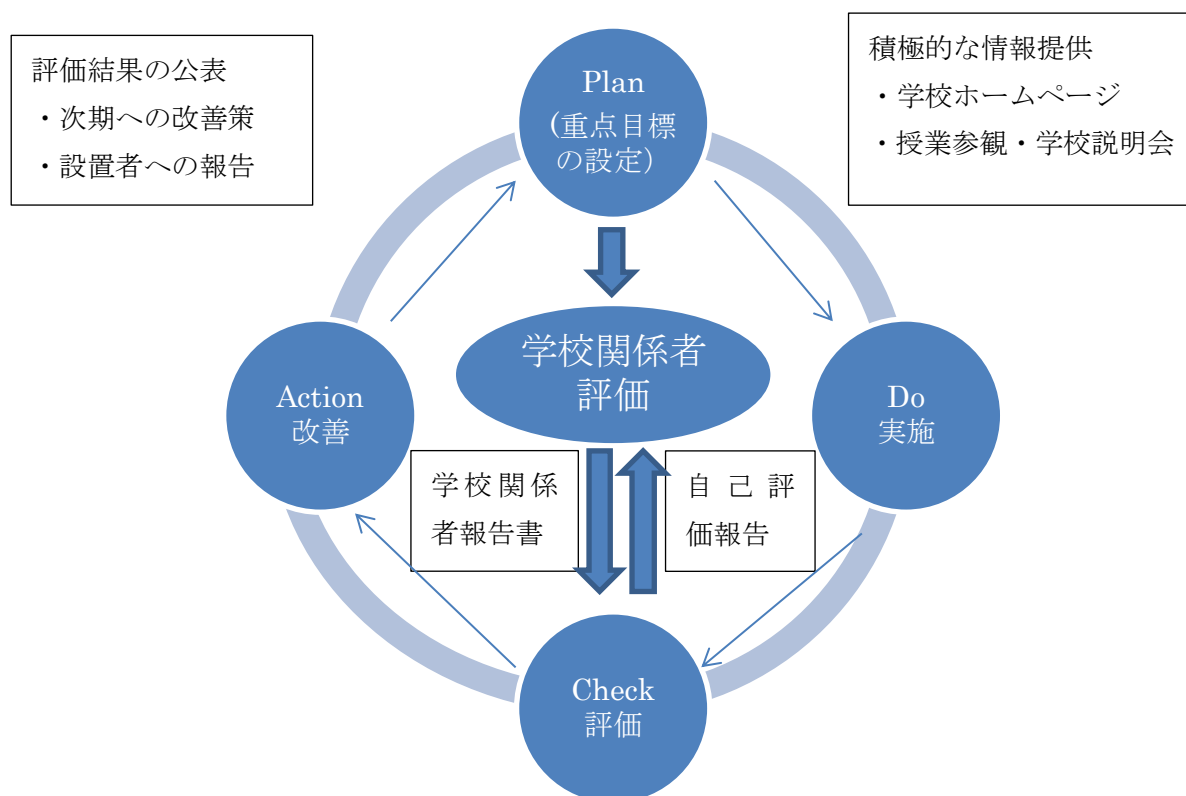 評価結果の公表
・次期への改善策
・設置者への報告
Plan
(重点目標
の設定)
積極的な情報提供
・学校ホームページ
・授業参観・学校説明会
学校関係者
評価
Action
改善
Do
実施
学校関係
者報告書
自己評
価報告
Check
評価